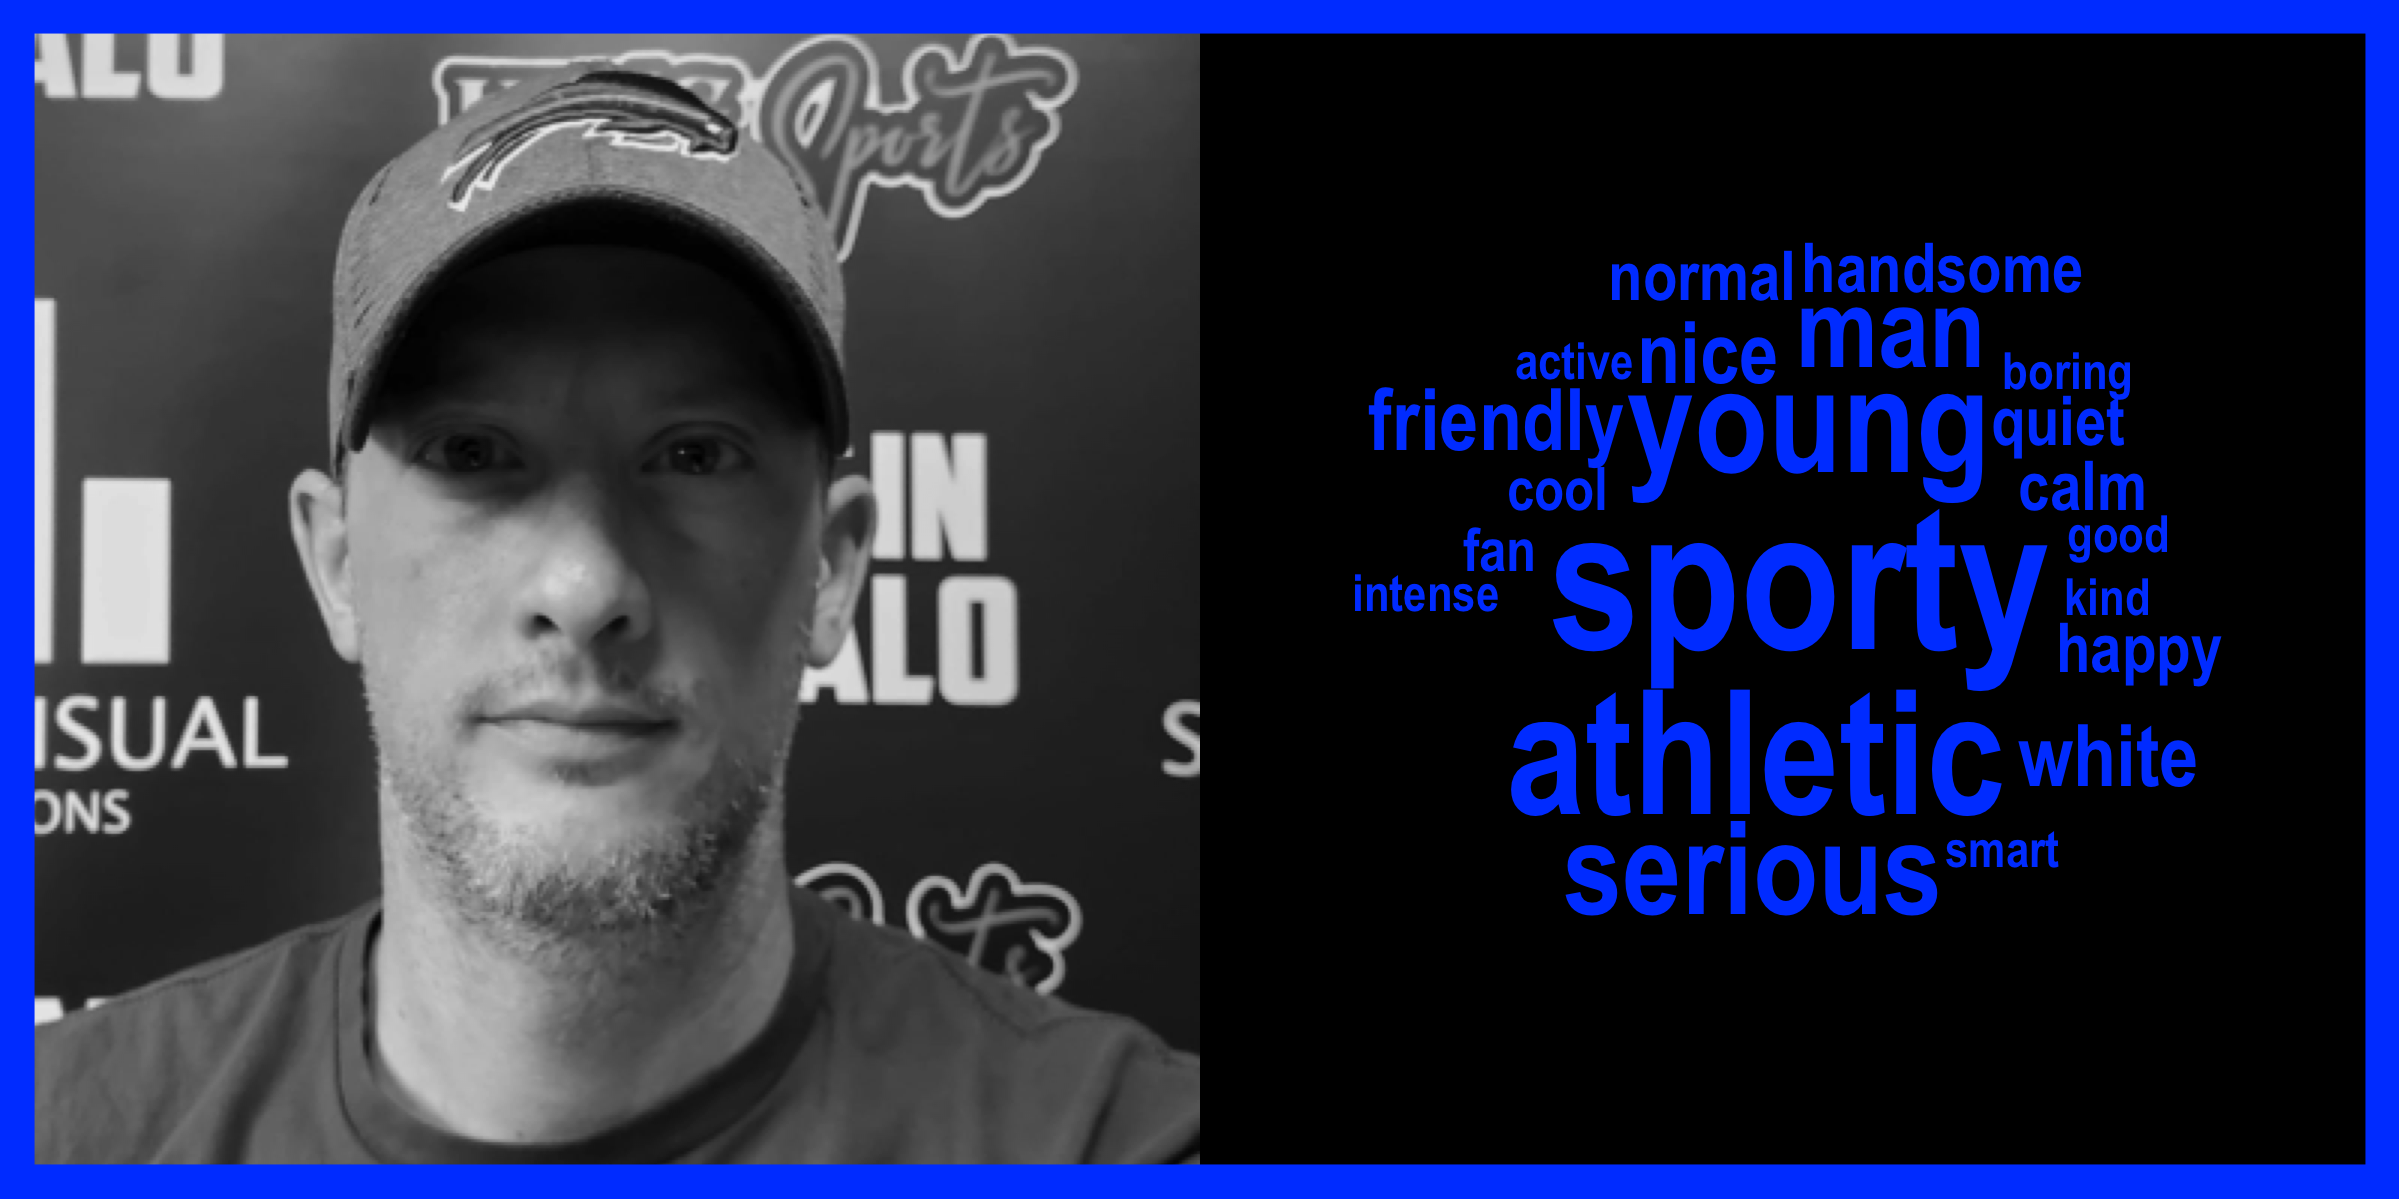 ALO
Sports
IN
ALO
ISUAL
ONS
S
ts
normal handsome
man
active nice
boring
friendly young quiet
cool
calm
fan
good
intense
sporty
kind
happy
athletic
white
serious
smart